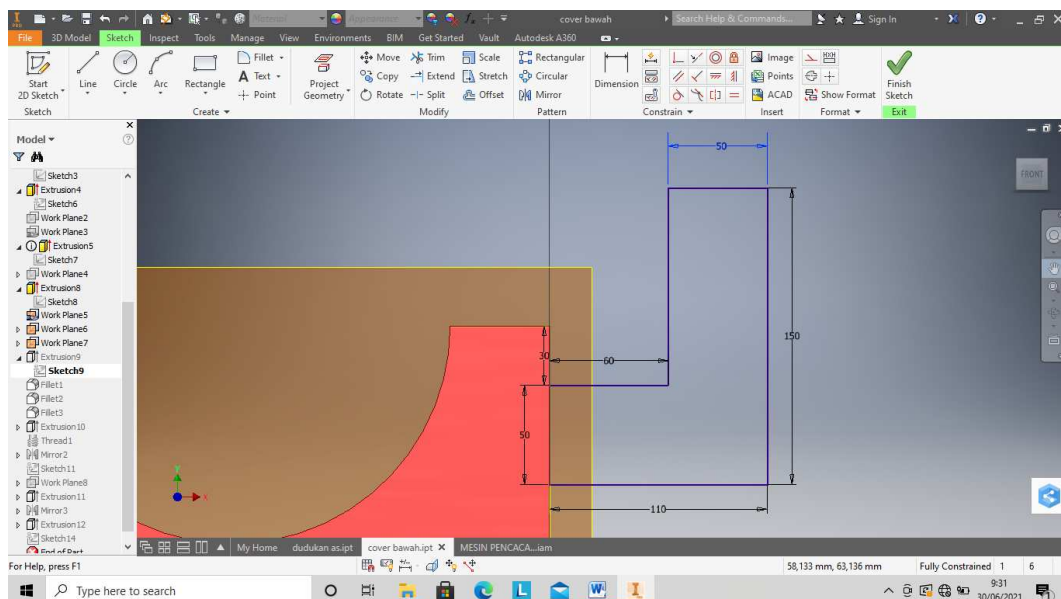 I PRO Material Appearance cover bawah Search Help & Commands... Sign In
File 3D Model Sketch Inspect Tools Manage View Environments BIM Get Started Vault Autodesk A360
Start 2D Sketch
Line
Circle
Arc
Rectangle
Fillet
A Text
Point
Project Geometry
Move Trim Scale
Copy Extend Stretch
Rotate Split Offset
Rectangular
Circular
Mirror
Dimension
Image
Points
ACAD
Show Format
Finish Sketch
Sketch Create Modify Pattern Constrain Insert Format Exit
Model
Sketch3
Extrusion4
Sketch6
Work Plane2
Work Plane3
Extrusion5
Sketch7
Work Plane4
Extrusion8
Sketch8
Work Plane5
Work Plane6
Work Plane7
Extrusion9
Sketch9
Fillet1
Fillet2
Fillet3
Extrusion10
Thread1
Mirror2
Sketch11
Work Plane8
Extrusion11
Mirror3
Extrusion12
Sketch14
End of Part
FRONT
50
150
30
60
50
110
Y
X
My Home dudukan as.ipt cover bawah.ipt X MESIN PENCACA...iam
For Help, press F1
58,133 mm, 63,136 mm Fully Constrained 1 6
Type here to search
L W I
9:31
30/06/2021